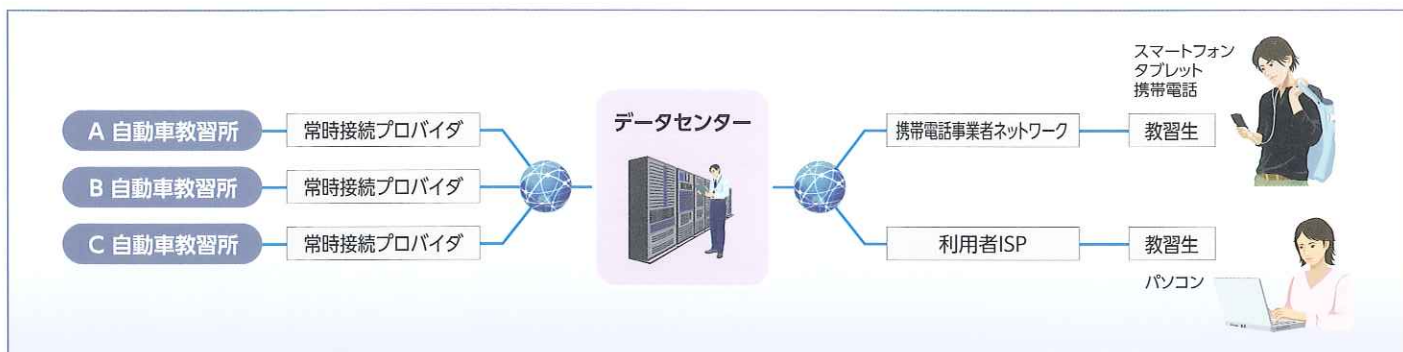 スマートフォン
タブレット
携帯電話
A 自動車教習所
常時接続プロバイダ
データセンター
携帯電話事業者ネットワーク
教習生
B 自動車教習所
常時接続プロバイダ
C 自動車教習所
常時接続プロバイダ
利用者ISP
教習生
パソコン